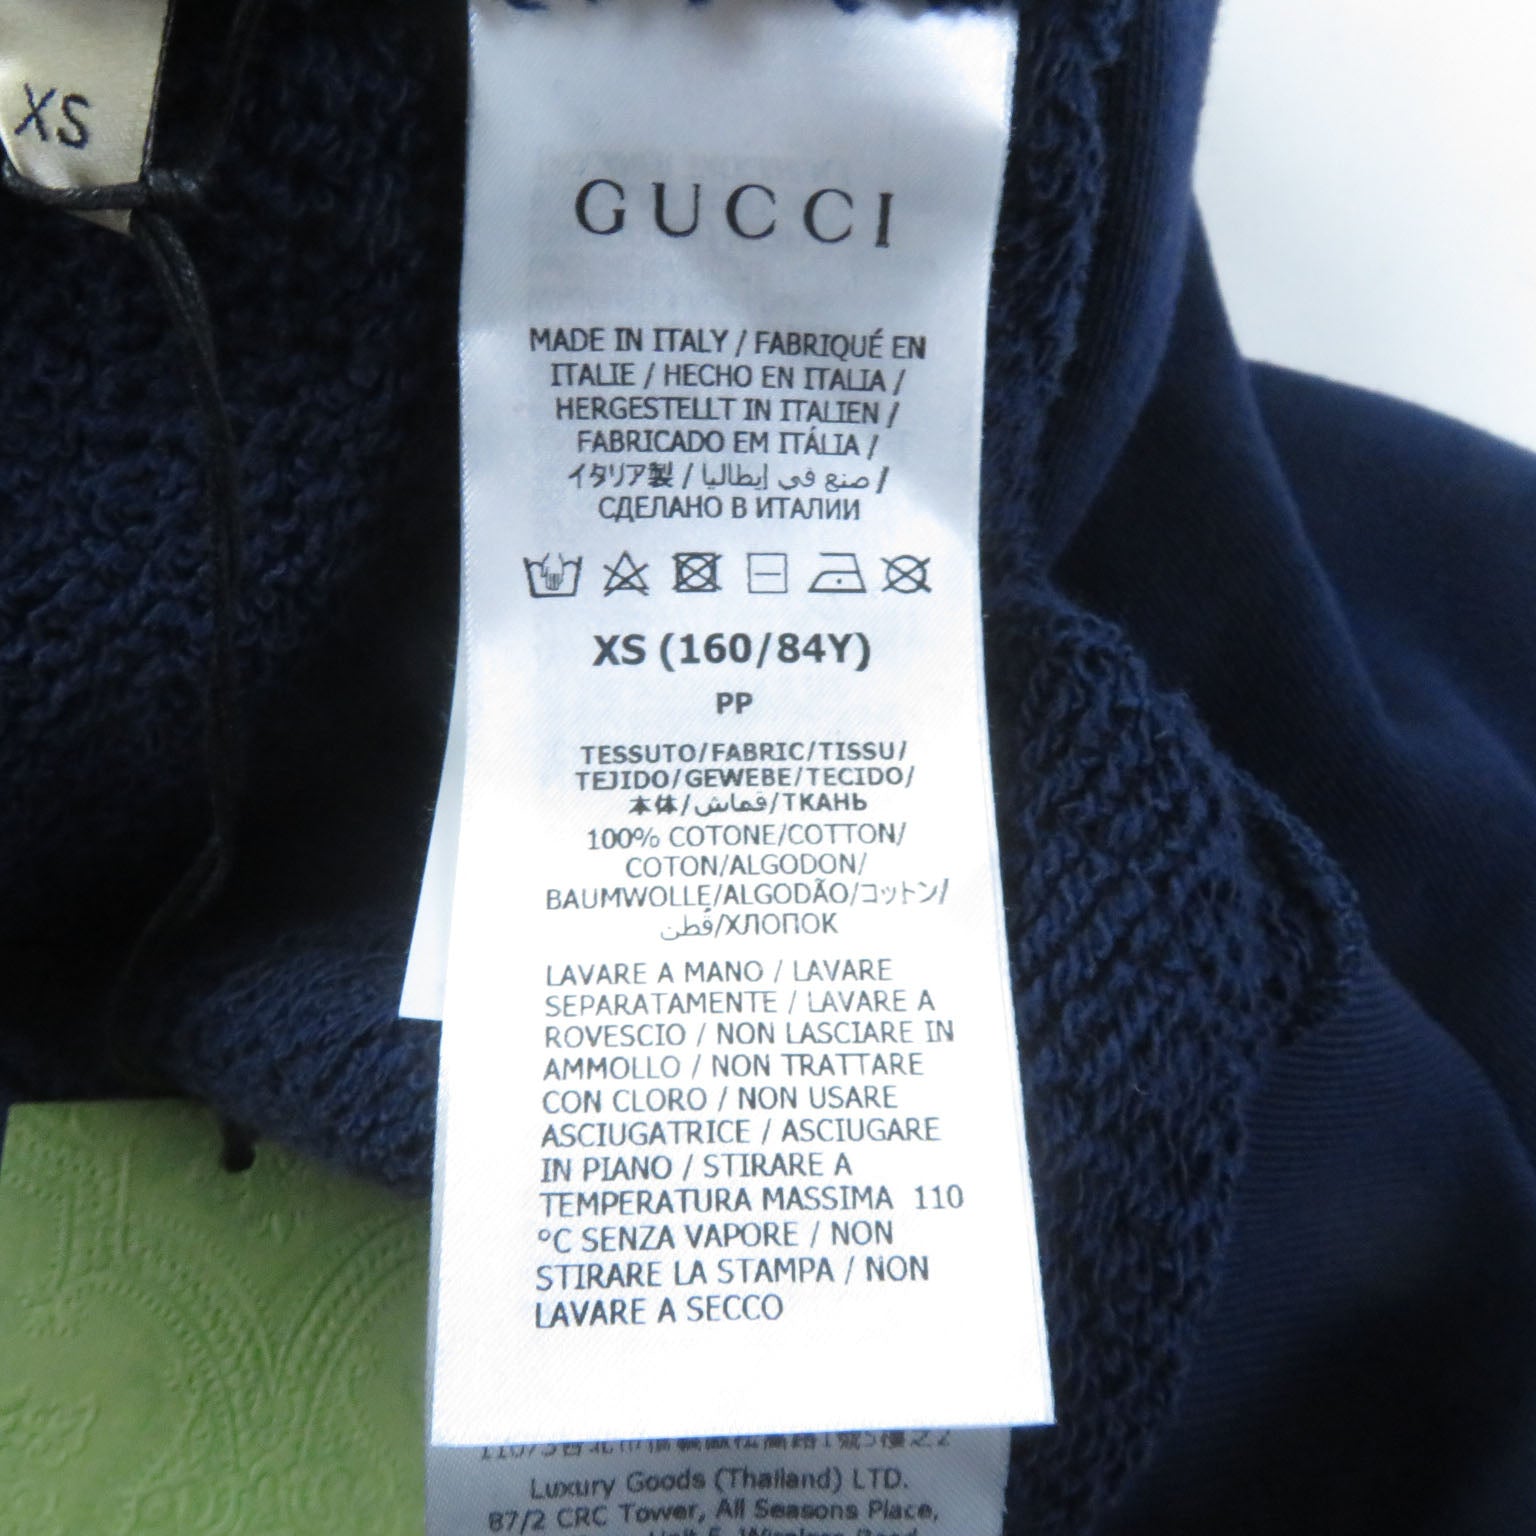 XS
GUCCI
MADE IN ITALY / FABRIQUÉ EN
ITALIE / HECHO EN ITALIA /
HERGESTELLT IN ITALIEN /
FABRICADO EM ITÁLIA /
イタリア製 / صنع في إيطاليا /
СДЕЛАНО В ИТАЛИИ
XS (160/84Y)
PP
TESSUTO/FABRIC/TISSU/
TEJIDO/GEWEBE/TECIDO/
本体/قماش/ТКАНЬ
100% COTONE/COTTON/
COTON/ALGODON/
BAUMWOLLE/ALGODÃO/コットン/
قُطن/ХЛОПОК
LAVARE A MANO / LAVARE
SEPARATAMENTE / LAVARE A
ROVESCIO / NON LASCIARE IN
AMMOLLO / NON TRATTARE
CON CLORO / NON USARE
ASCIUGATRICE / ASCIUGARE
IN PIANO / STIRARE A
TEMPERATURA MASSIMA 110
°C SENZA VAPORE / NON
STIRARE LA STAMPA / NON
LAVARE A SECCO
Luxury Goods (Thailand) LTD.
87/2 CRC Tower, All Seasons Place,